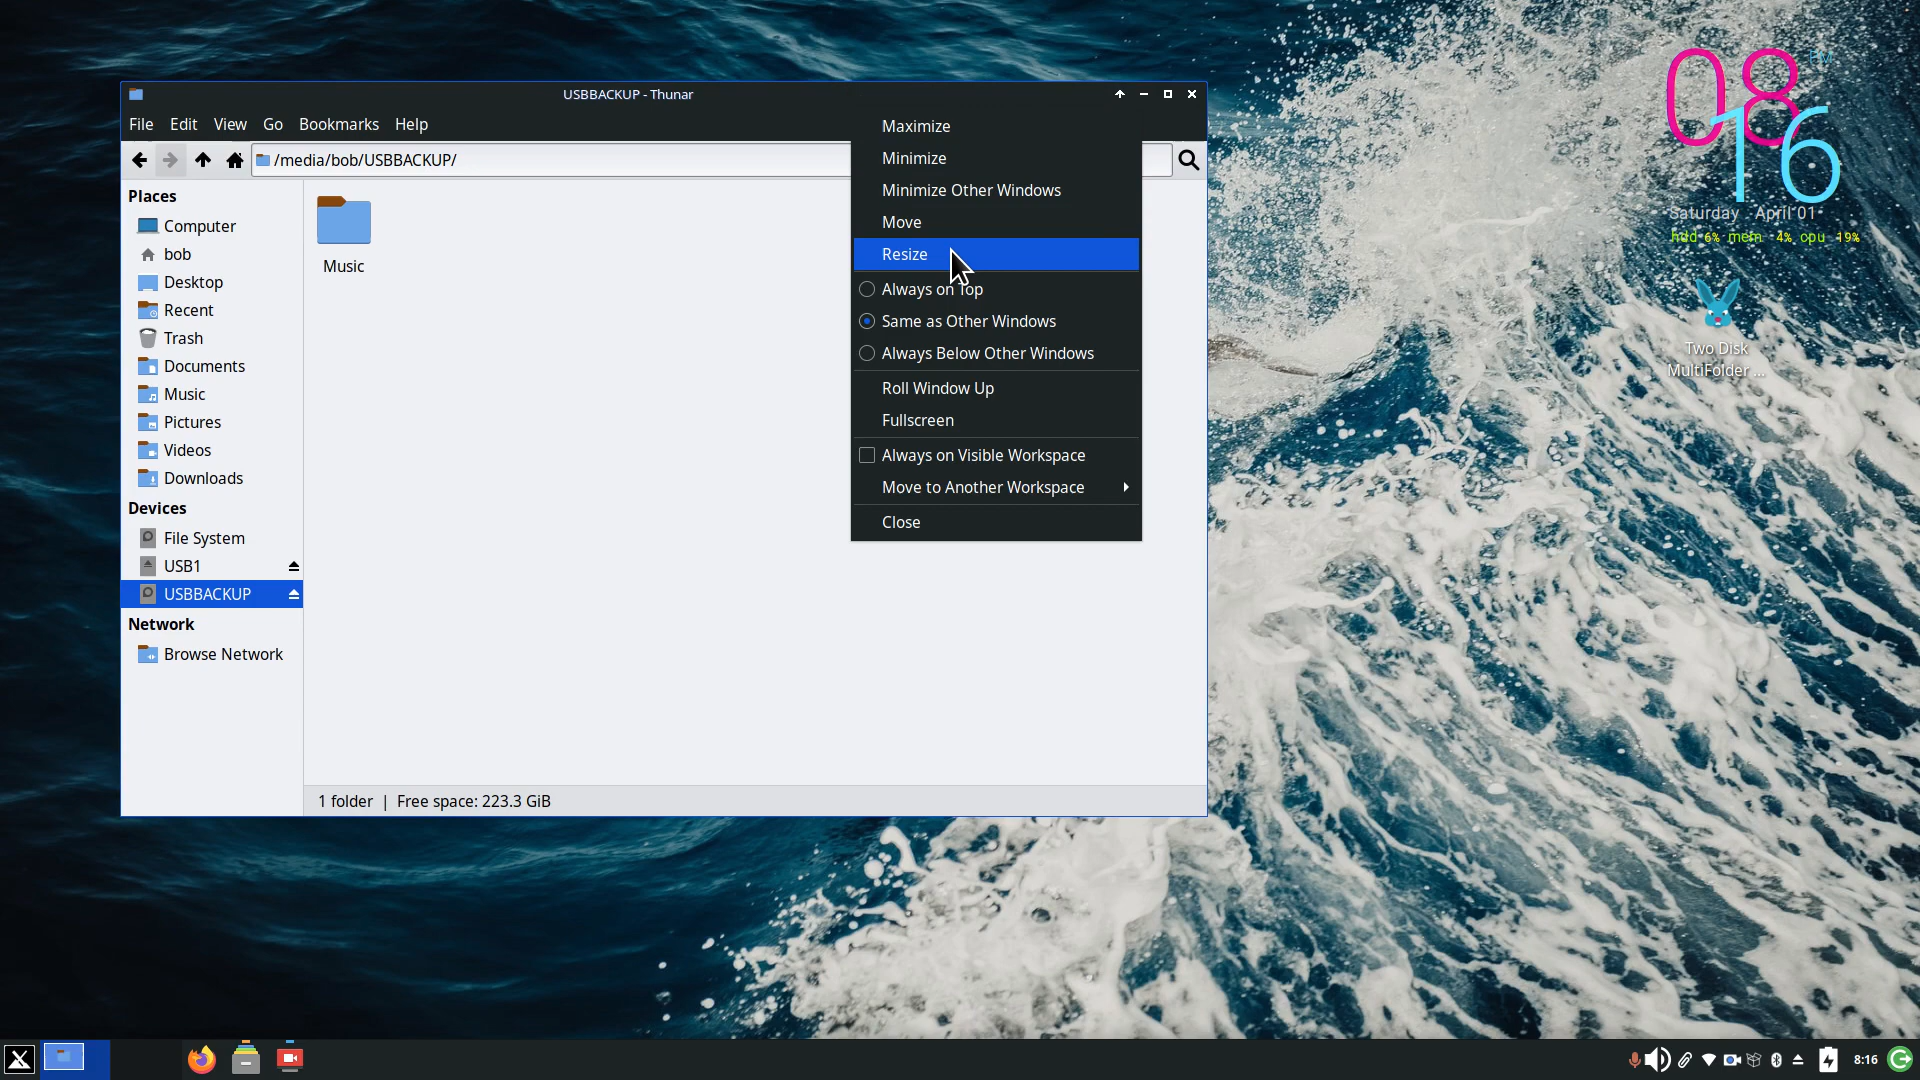 USBBACKUP - Thunar
File Edit View Go Bookmarks Help
/media/bob/USBBACKUP/
Places
Computer
bob
Desktop
Recent
Trash
Documents
Music
Pictures
Videos
Downloads
Devices
File System
USB1
USBBACKUP
Network
Browse Network
Music
1 folder | Free space: 223.3 GiB
Maximize
Minimize
Minimize Other Windows
Move
Resize
Always on Top
Same as Other Windows
Always Below Other Windows
Roll Window Up
Fullscreen
Always on Visible Workspace
Move to Another Workspace
Close
08 PM
16
Saturday April 01
hdd 6% mem 4% cpu 19%
Two Disk
MultiFolder ...
8:16